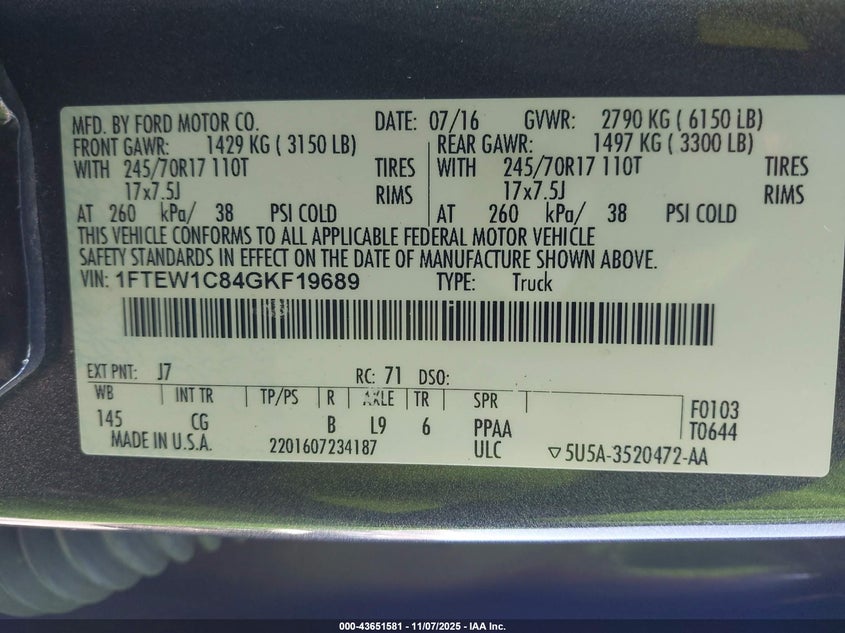 MFD. BY FORD MOTOR CO. DATE: 07/16 GVWR: 2790 KG ( 6150 LB)
FRONT GAWR: 1429 KG ( 3150 LB) REAR GAWR: 1497 KG ( 3300 LB)
WITH 245/70R17 110T TIRES WITH 245/70R17 110T TIRES
17x7.5J RIMS 17x7.5J RIMS
AT 260 kPa/ 38 PSI COLD AT 260 kPa/ 38 PSI COLD
THIS VEHICLE CONFORMS TO ALL APPLICABLE FEDERAL MOTOR VEHICLE
SAFETY STANDARDS IN EFFECT ON THE DATE OF MANUFACTURE SHOWN ABOVE.
VIN: 1FTEW1C84GKF19689 TYPE: Truck
EXT PNT: J7 RC: 71 DSO:
WB INT TR TP/PS R AXLE TR SPR
145 CG B L9 6 PPAA
F0103
T0644
MADE IN U.S.A. 2201607234187 ULC ▽5U5A-3520472-AA
000-43651581 - 11/07/2025 - IAA Inc.